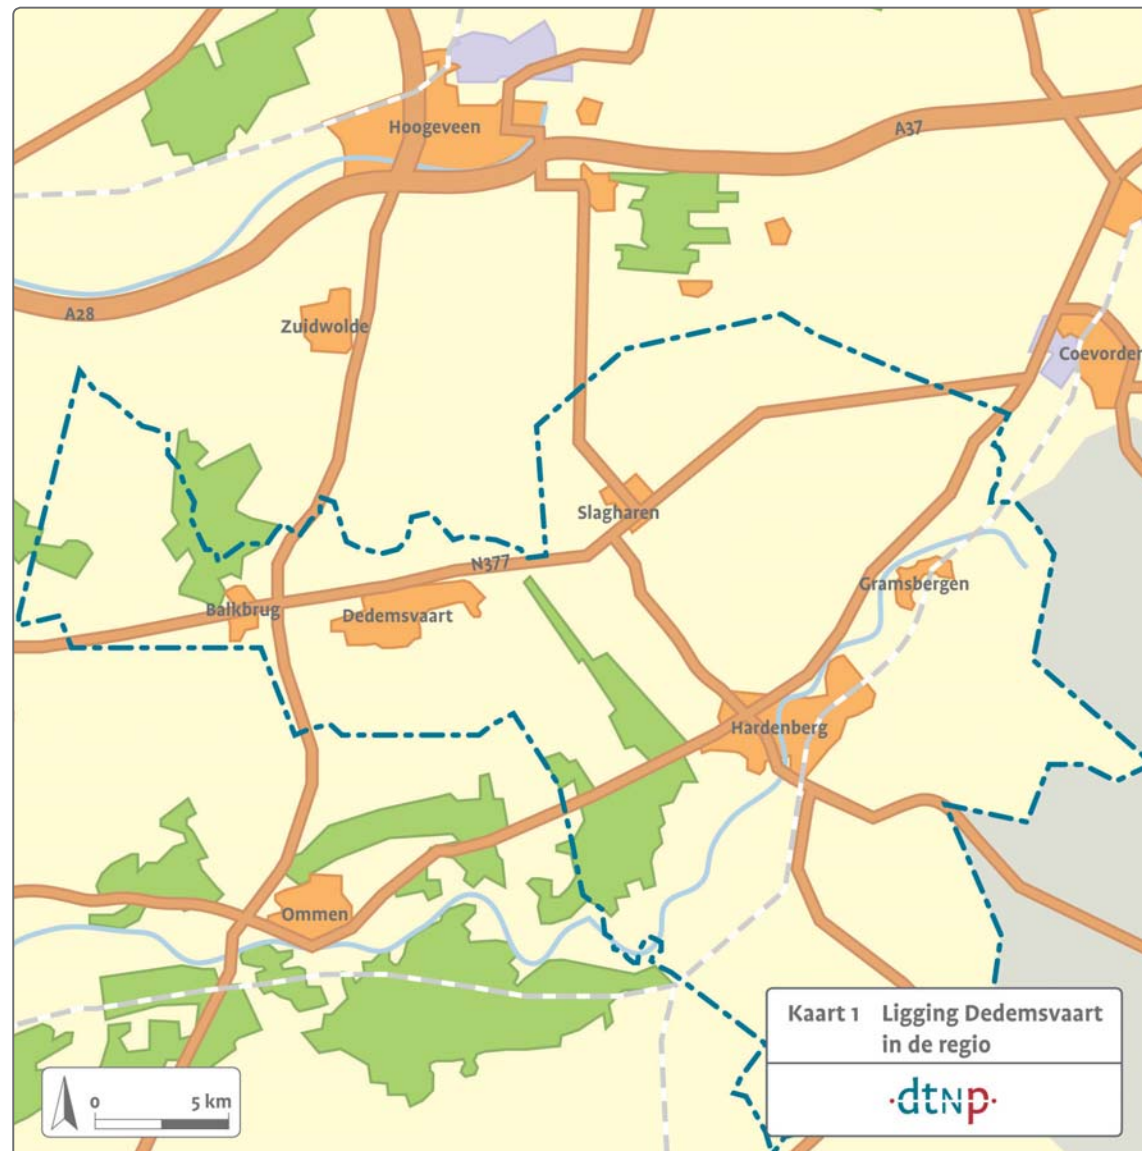 Hoogeveen
A37
A28
Zuidwolde
Coevorden
Slagharen
N377
Gramsbergen
Balkbrug
Dedemsvaart
Hardenberg
Ommen
Kaart 1 Ligging Dedemsvaart
in de regio
0 5 km
·dtNp·